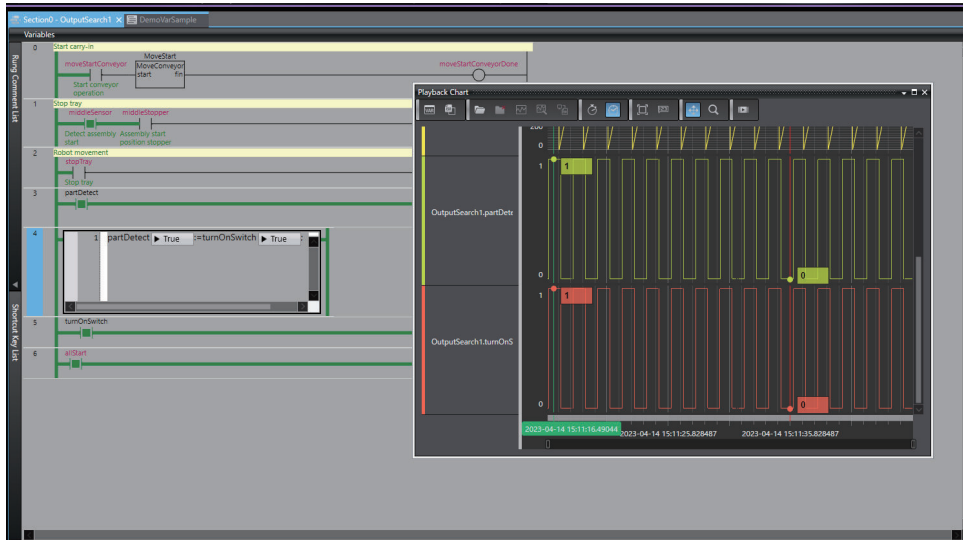 Section0 - OutputSearch1
DemoVarSample
Variables
Rung Comment List
Shortcut Key List
0
Start carry-in
moveStartConveyor
MoveStart
MoveConveyor
start fin
moveStartConveyorDone
Start conveyor
operation
1
Stop tray
middleSensor middleStopper
Detect assembly Assembly start
start position stopper
2
Robot movement
stopTray
Stop tray
3
partDetect
4
1 partDetect ▶ True :=turnOnSwitch ▶ True ;
5
turnOnSwitch
6
allStart
Playback Chart
200
0
1
1
OutputSearch1.partDete
0
0
1
1
OutputSearch1.turnOnS
0
0
2023-04-14 15:11:16.49044
2023-04-14 15:11:25.828487
2023-04-14 15:11:35.828487